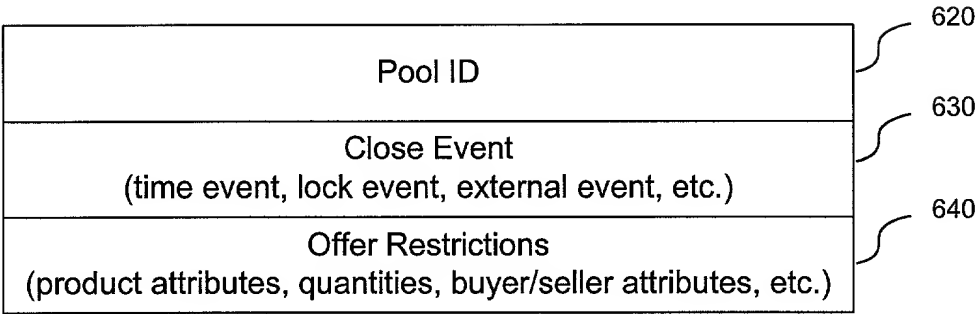 620
Pool ID
630
Close Event
(time event, lock event, external event, etc.)
640
Offer Restrictions
(product attributes, quantities, buyer/seller attributes, etc.)